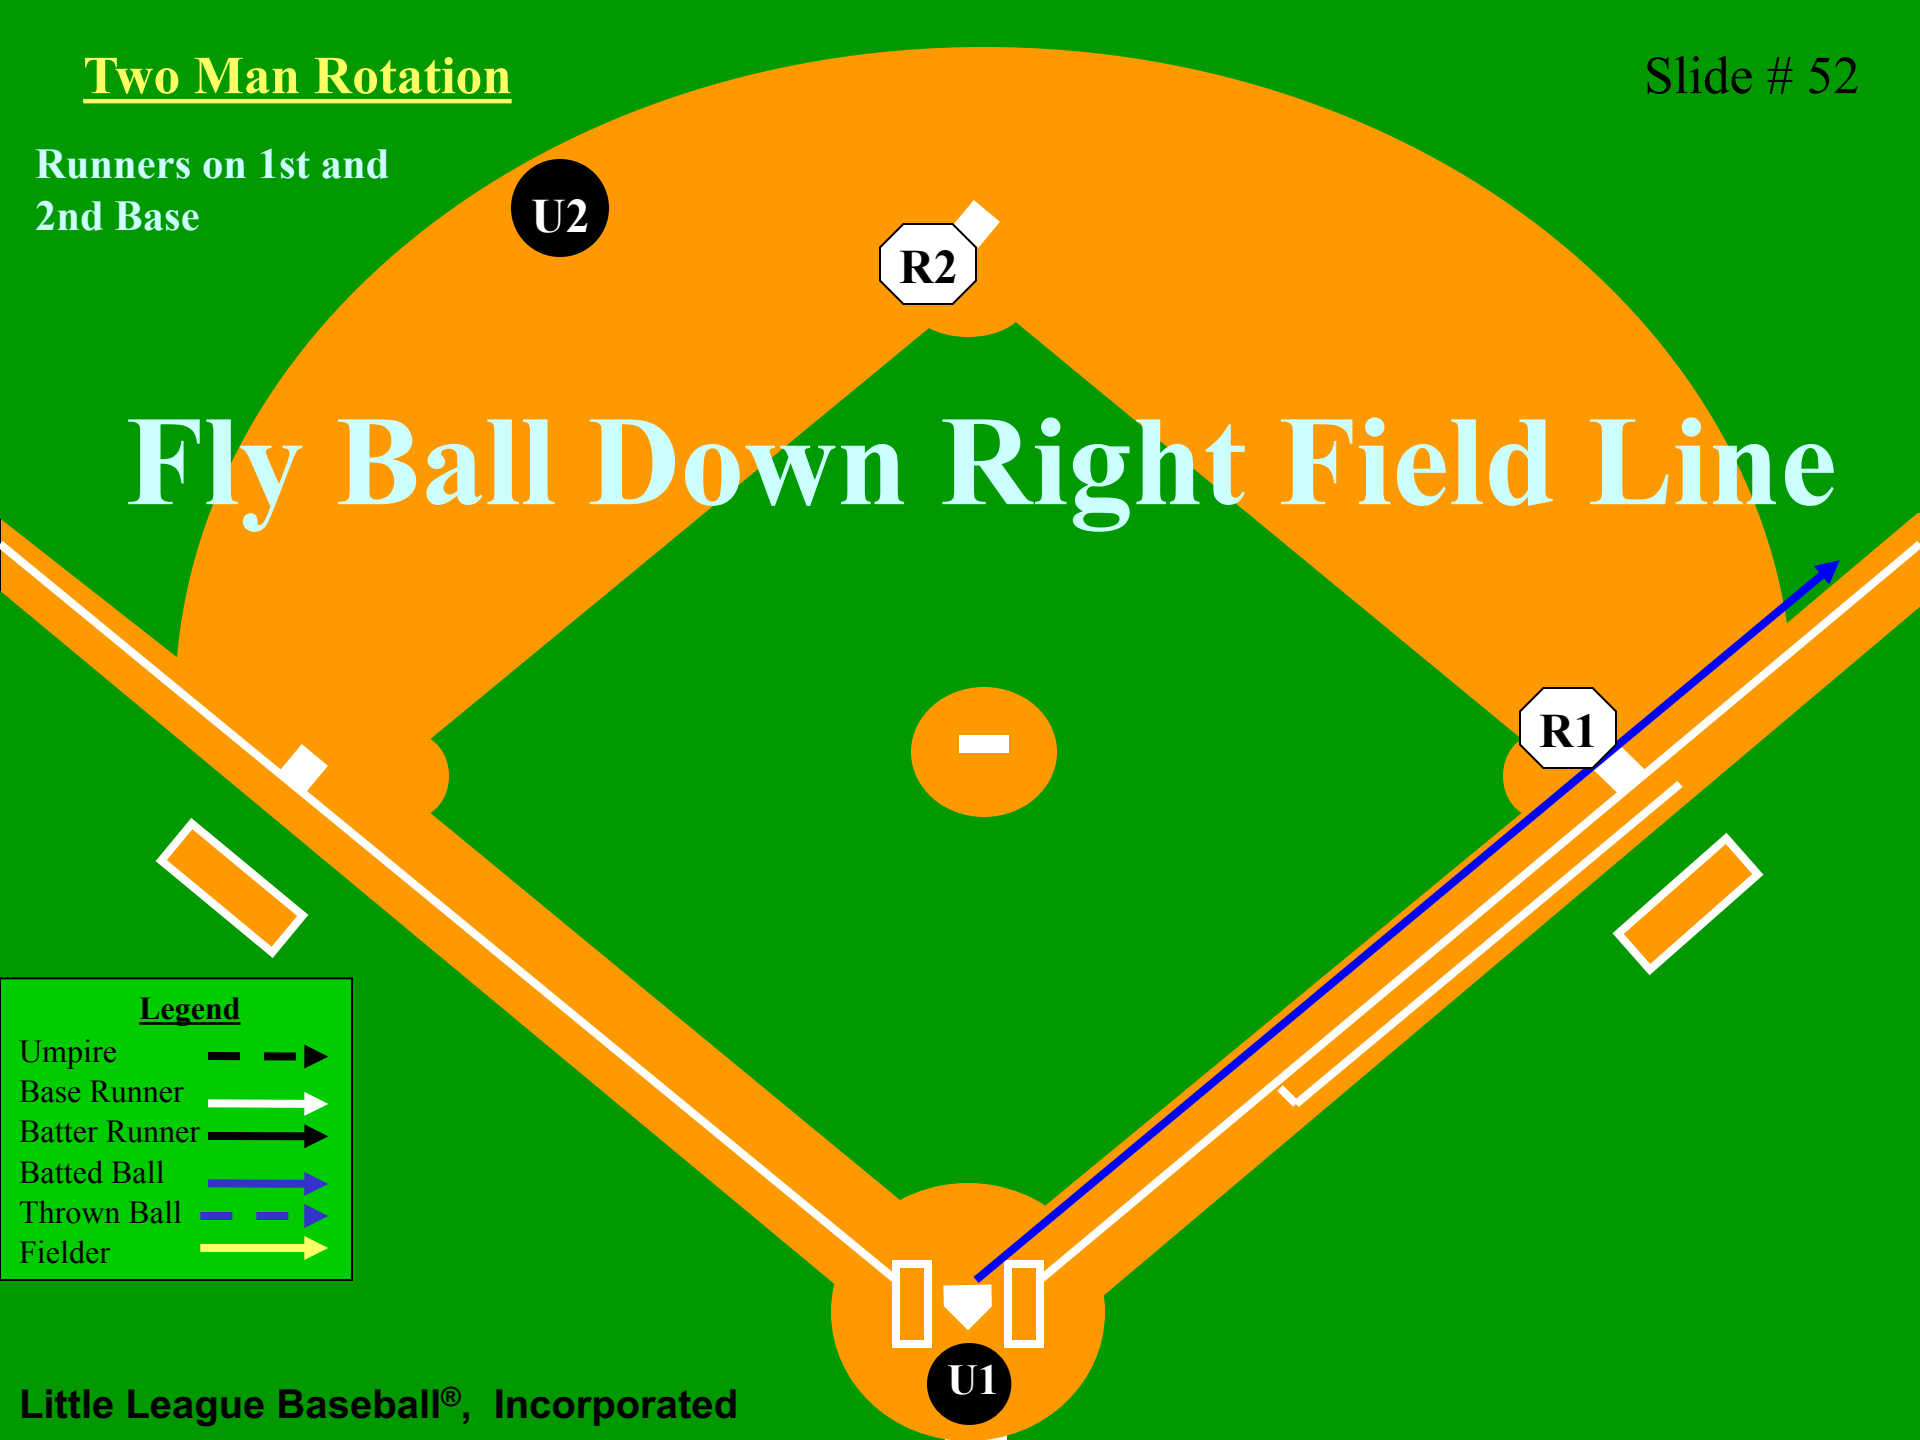 Two Man Rotation
Slide # 52
Runners on 1st and
2nd Base
U2
R2
Fly Ball Down Right Field Line
R1
Legend
Umpire
Base Runner
Batter Runner
Batted Ball
Thrown Ball
Fielder
U1
Little League Baseball®, Incorporated